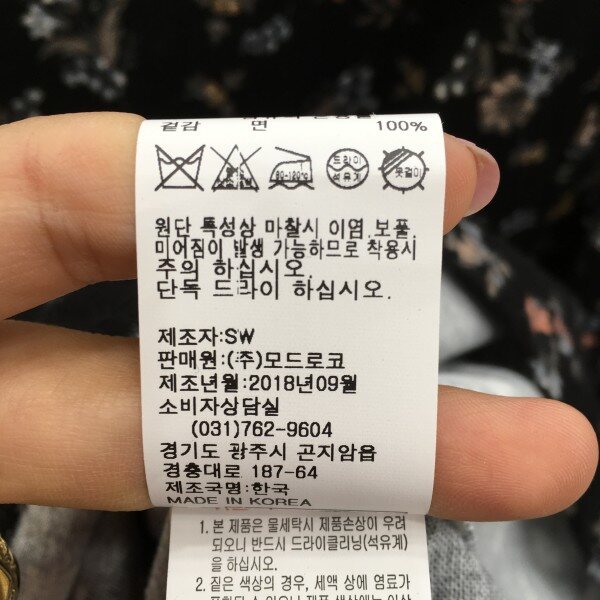 겉감 면 100%
80~120℃ 드라이 석유계 옷걸이
원단 특성상 마찰시 이염.보풀.
미어짐이 발생 가능하므로 착용시
주의 하십시오.
단독 드라이 하십시오.
제조자:SW
판매원:(주)모드로코
제조년월:2018년09월
소비자상담실
(031)762-9604
경기도 광주시 곤지암읍
경충대로 187-64
제조국명:한국
MADE IN KOREA
1. 본 제품은 물세탁시 제품손상이 우려
되오니 반드시 드라이클리닝(석유계)
을 하십시오.
2. 짙은 색상의 경우, 세액 상에 염료가